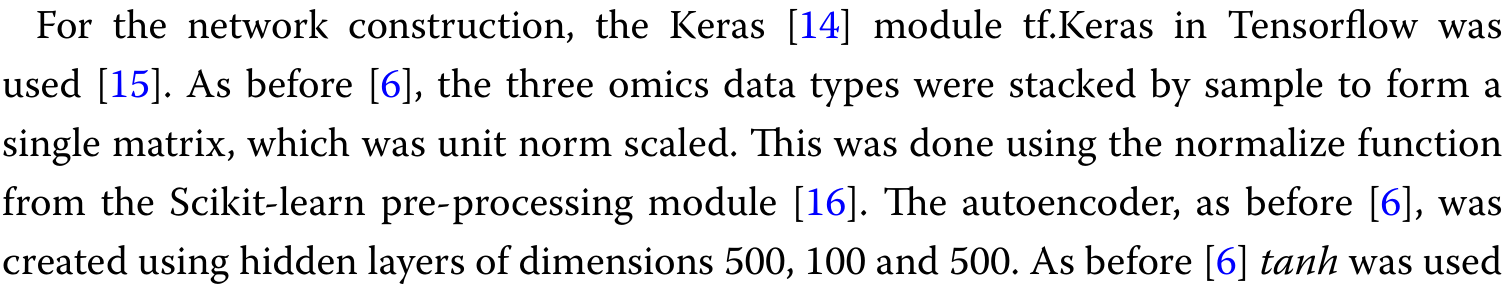 For the network construction, the Keras [14] module tf.Keras in Tensorflow was
used [15]. As before [6], the three omics data types were stacked by sample to form a
single matrix, which was unit norm scaled. This was done using the normalize function
from the Scikit-learn pre-processing module [16]. The autoencoder, as before [6], was
created using hidden layers of dimensions 500, 100 and 500. As before [6] tanh was used